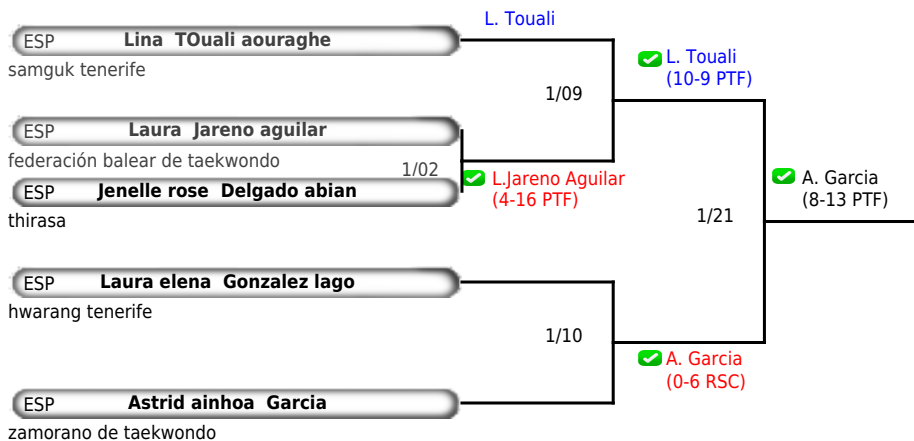 L. Touali
ESP Lina TOuali aouraghe
samguk tenerife
L. Touali
(10-9 PTF)
1/09
ESP Laura Jareno aguilar
federación balear de taekwondo
1/02
L.Jareno Aguilar
(4-16 PTF)
ESP Jenelle rose Delgado abian
thirasa
A. Garcia
(8-13 PTF)
1/21
ESP Laura elena Gonzalez lago
hwarang tenerife
1/10
A. Garcia
(0-6 RSC)
ESP Astrid ainhoa Garcia
zamorano de taekwondo